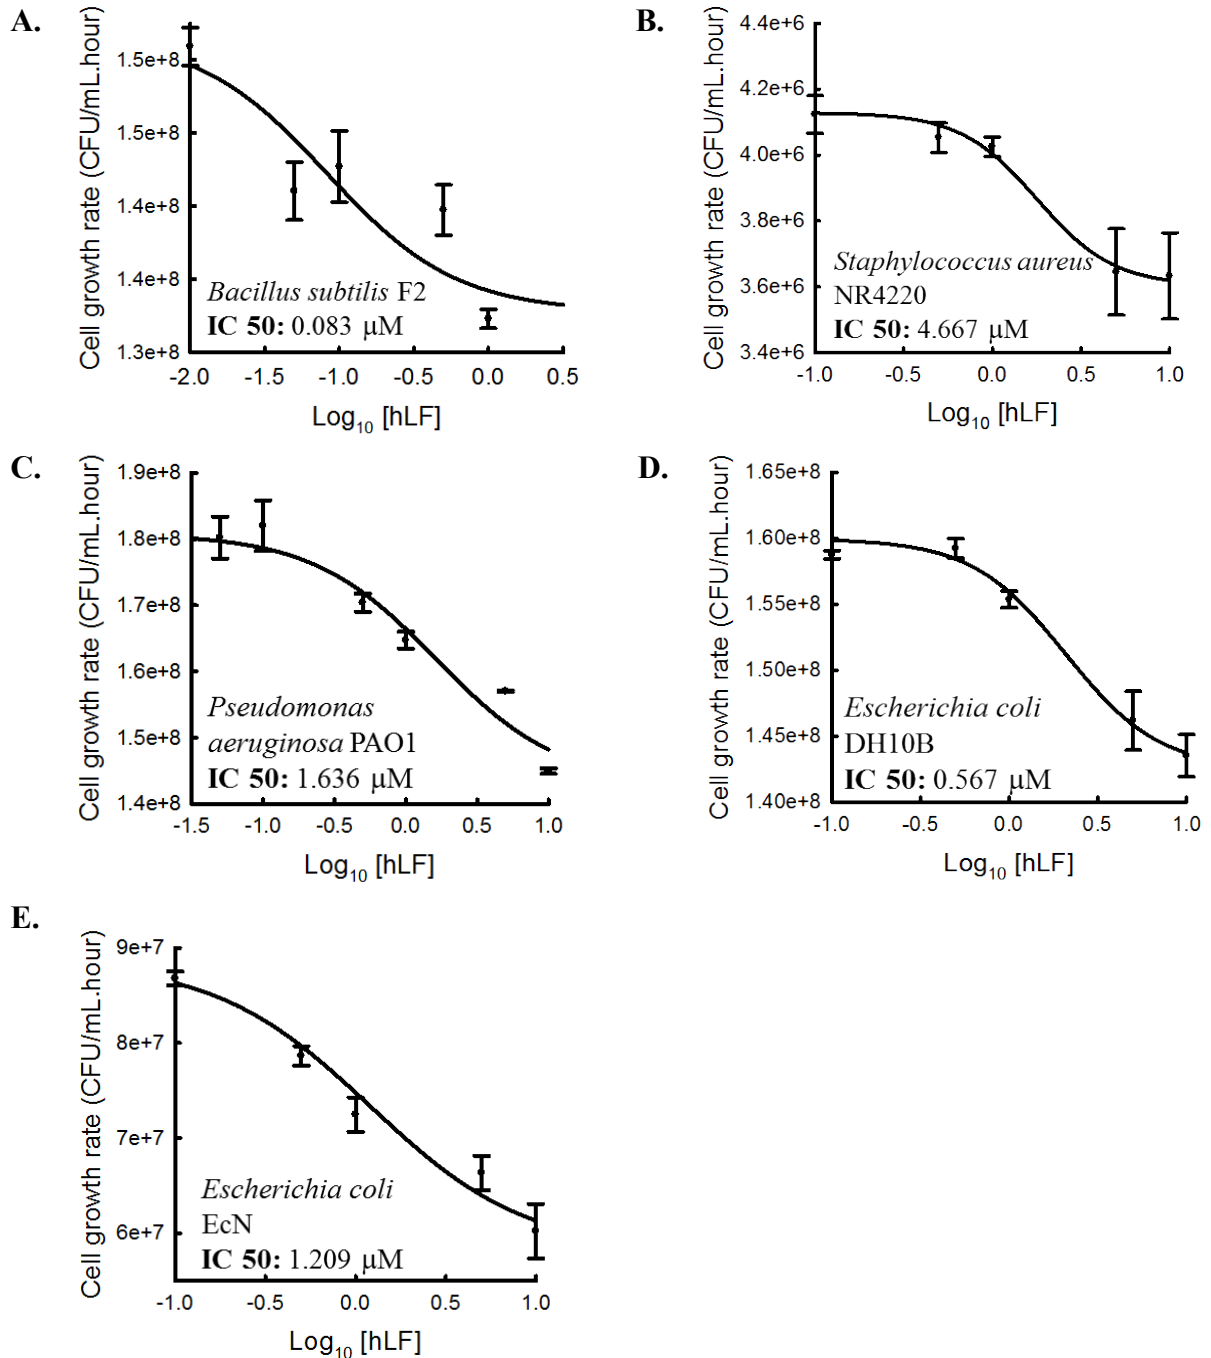 A.
Cell growth rate (CFU/mL.hour)
1.5e+8
1.5e+8
1.4e+8
1.4e+8
1.3e+8
Bacillus subtilis F2
IC 50: 0.083 µM
-2.0 -1.5 -1.0 -0.5 0.0 0.5
Log10 [hLF]
B.
Cell growth rate (CFU/mL.hour)
4.4e+6
4.2e+6
4.0e+6
3.8e+6
3.6e+6
3.4e+6
Staphylococcus aureus
NR4220
IC 50: 4.667 µM
-1.0 -0.5 0.0 0.5 1.0
Log10 [hLF]
C.
Cell growth rate (CFU/mL.hour)
1.9e+8
1.8e+8
1.7e+8
1.6e+8
1.5e+8
1.4e+8
Pseudomonas
aeruginosa PAO1
IC 50: 1.636 µM
-1.5 -1.0 -0.5 0.0 0.5 1.0
Log10 [hLF]
D.
Cell growth rate (CFU/mL.hour)
1.65e+8
1.60e+8
1.55e+8
1.50e+8
1.45e+8
1.40e+8
Escherichia coli
DH10B
IC 50: 0.567 µM
-1.0 -0.5 0.0 0.5 1.0
Log10 [hLF]
E.
Cell growth rate (CFU/mL.hour)
9e+7
8e+7
7e+7
6e+7
Escherichia coli
EcN
IC 50: 1.209 µM
-1.0 -0.5 0.0 0.5 1.0
Log10 [hLF]